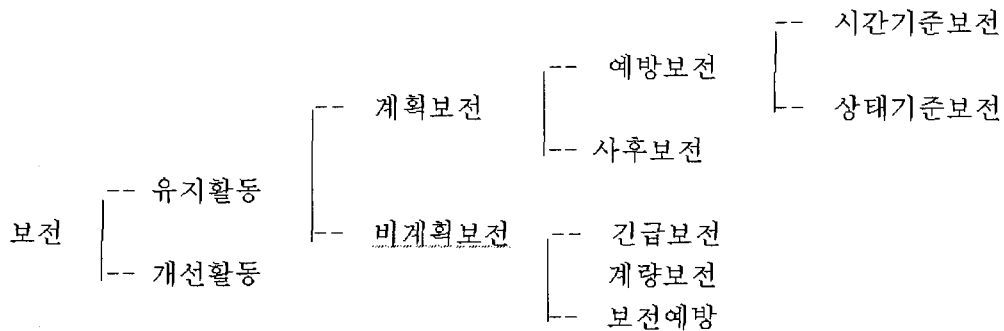 시간기준보전
예방보전
계획보전
상태기준보전
사후보전
유지활동
보전
비계획보전
긴급보전
개선활동
계량보전
보전예방